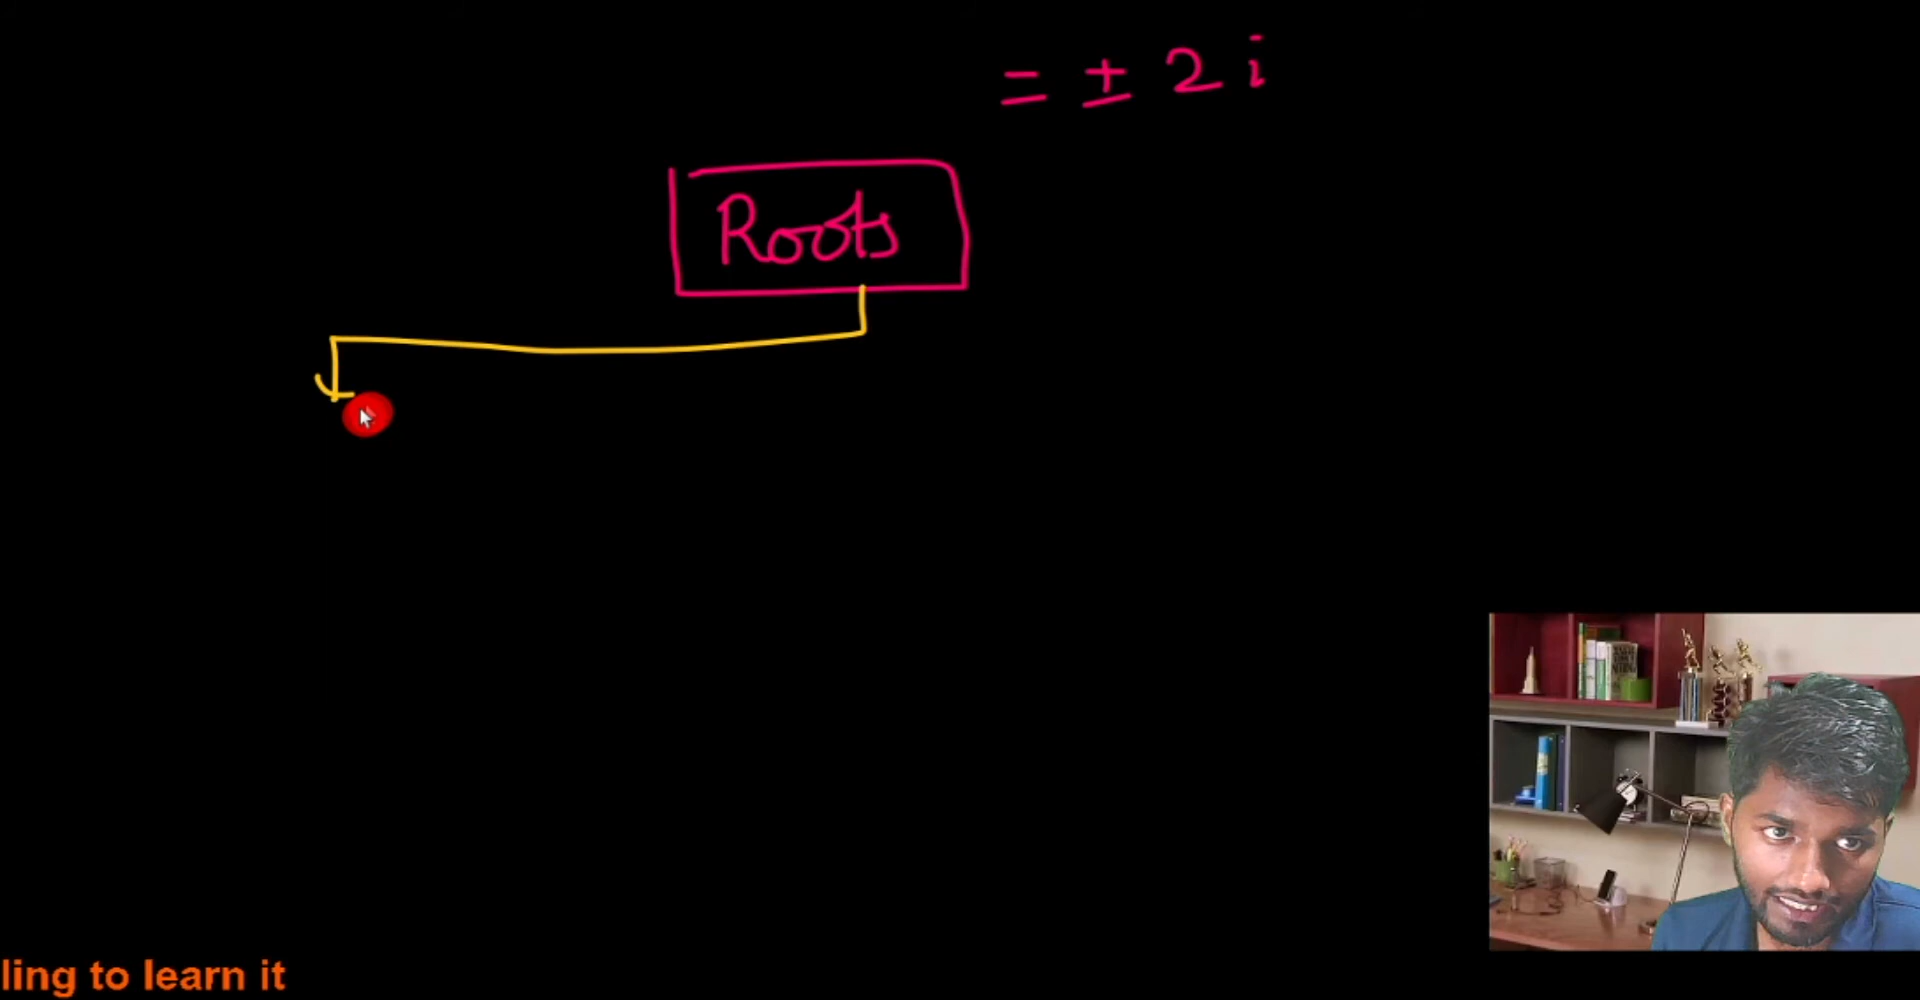 = ± 2 i
Roots
ling to learn it